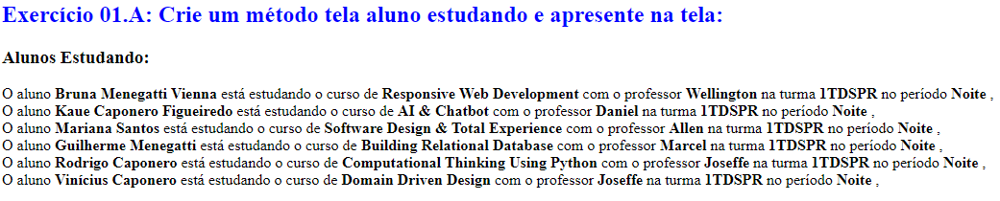 Exercício 01.A: Crie um método tela aluno estudando e apresente na tela:
Alunos Estudando:
O aluno Bruna Menegatti Vienna está estudando o curso de Responsive Web Development com o professor Wellington na turma 1TDSPR no período Noite ,
O aluno Kaue Caponero Figueiredo está estudando o curso de AI & Chatbot com o professor Daniel na turma 1TDSPR no período Noite ,
O aluno Mariana Santos está estudando o curso de Software Design & Total Experience com o professor Allen na turma 1TDSPR no período Noite ,
O aluno Guilherme Menegatti está estudando o curso de Building Relational Database com o professor Marcel na turma 1TDSPR no período Noite ,
O aluno Rodrigo Caponero está estudando o curso de Computational Thinking Using Python com o professor Joseffe na turma 1TDSPR no período Noite ,
O aluno Vinícius Caponero está estudando o curso de Domain Driven Design com o professor Joseffe na turma 1TDSPR no período Noite ,